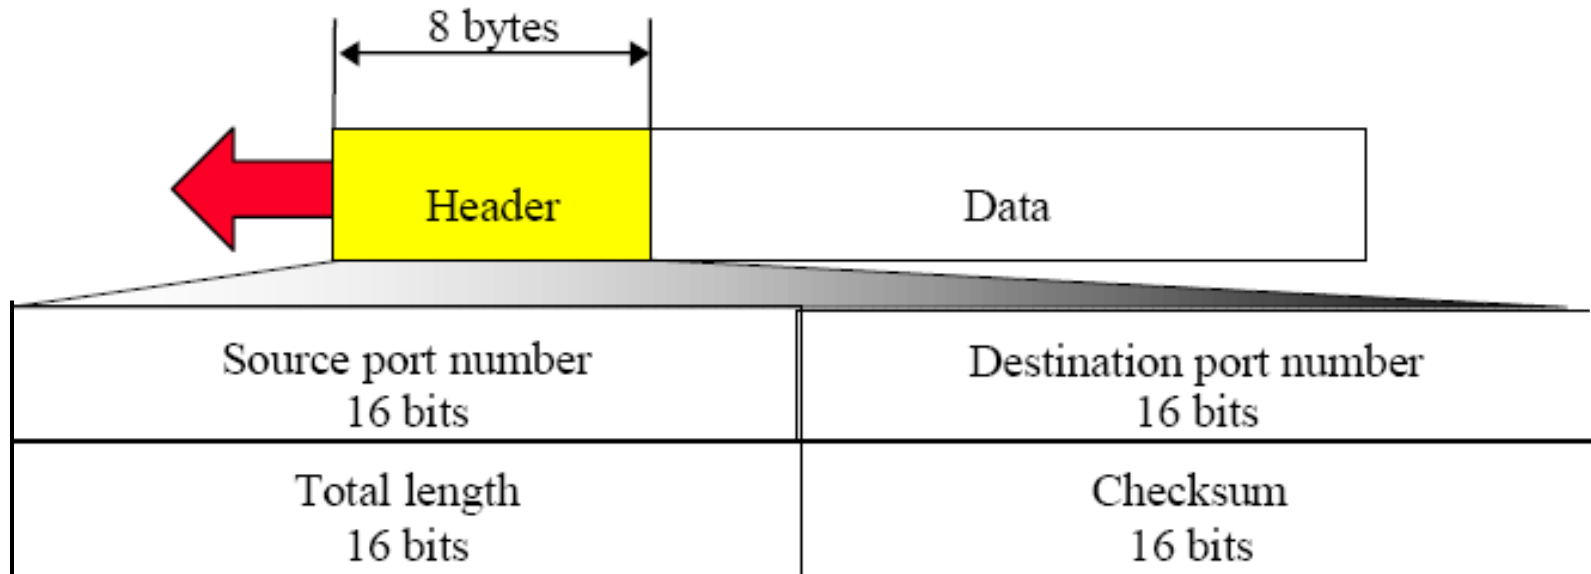 8 bytes
Header
Data
Source port number
16 bits
Destination port number
16 bits
Total length
16 bits
Checksum
16 bits